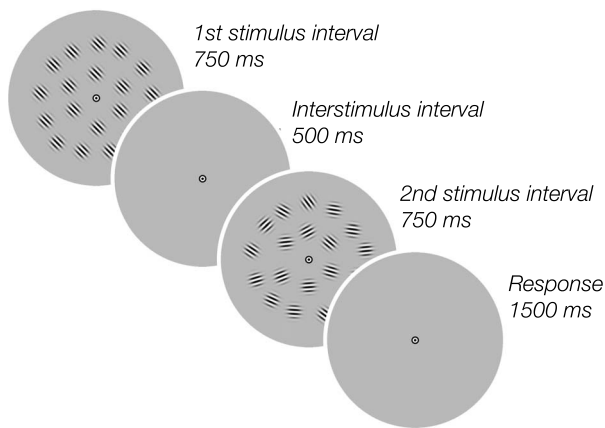 1st stimulus interval
750 ms
Interstimulus interval
500 ms
2nd stimulus interval
750 ms
Response
1500 ms